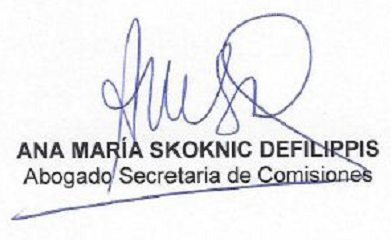 ANA MARÍA SKOKNIC DEFILIPPIS
Abogado Secretaria de Comisiones